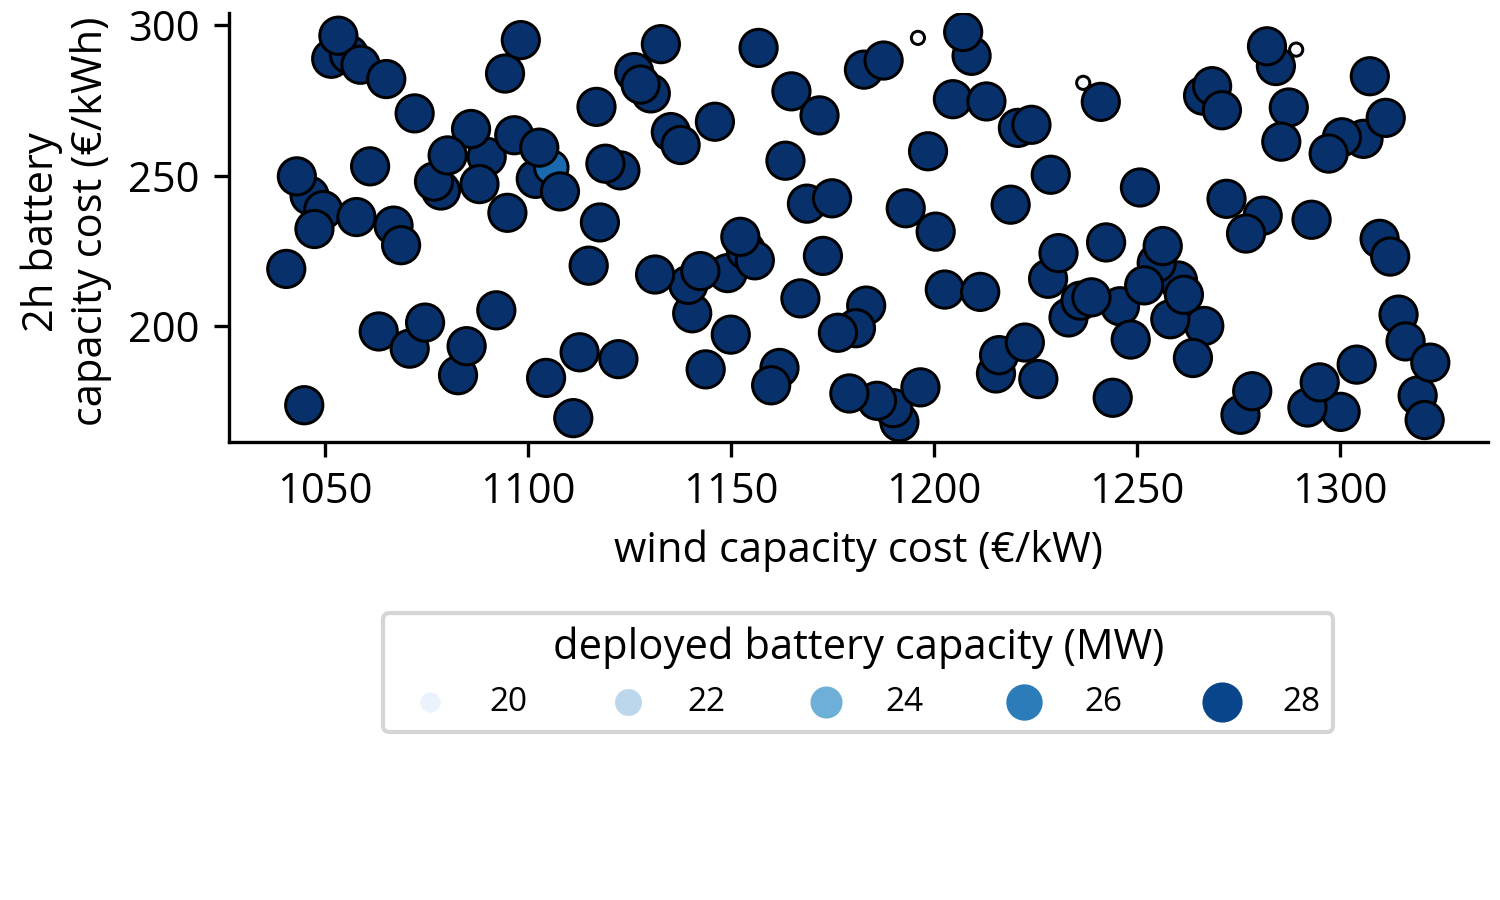 2h battery
capacity cost (€/kWh)
300
250
200
1050 1100 1150 1200 1250 1300
wind capacity cost (€/kW)
deployed battery capacity (MW)
20 22 24 26 28